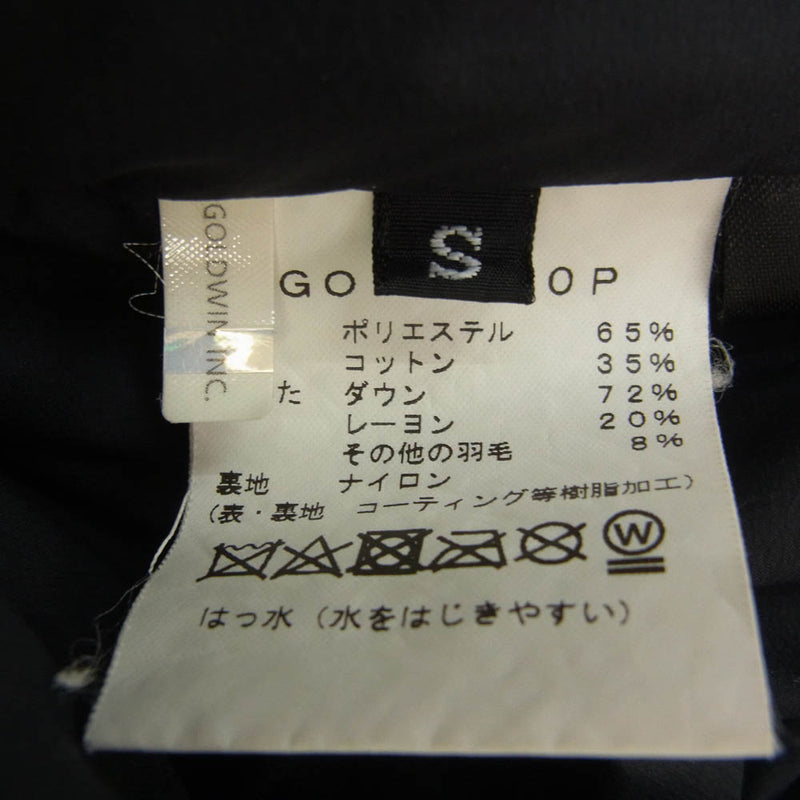 GOLDWIN INC.
S
GO OP
ポリエステル 65%
コットン 35%
た ダウン 72%
レーヨン 20%
その他の羽毛 8%
裏地 ナイロン
(表・裏地 コーティング等樹脂加工)
W
はっ水(水をはじきやすい)